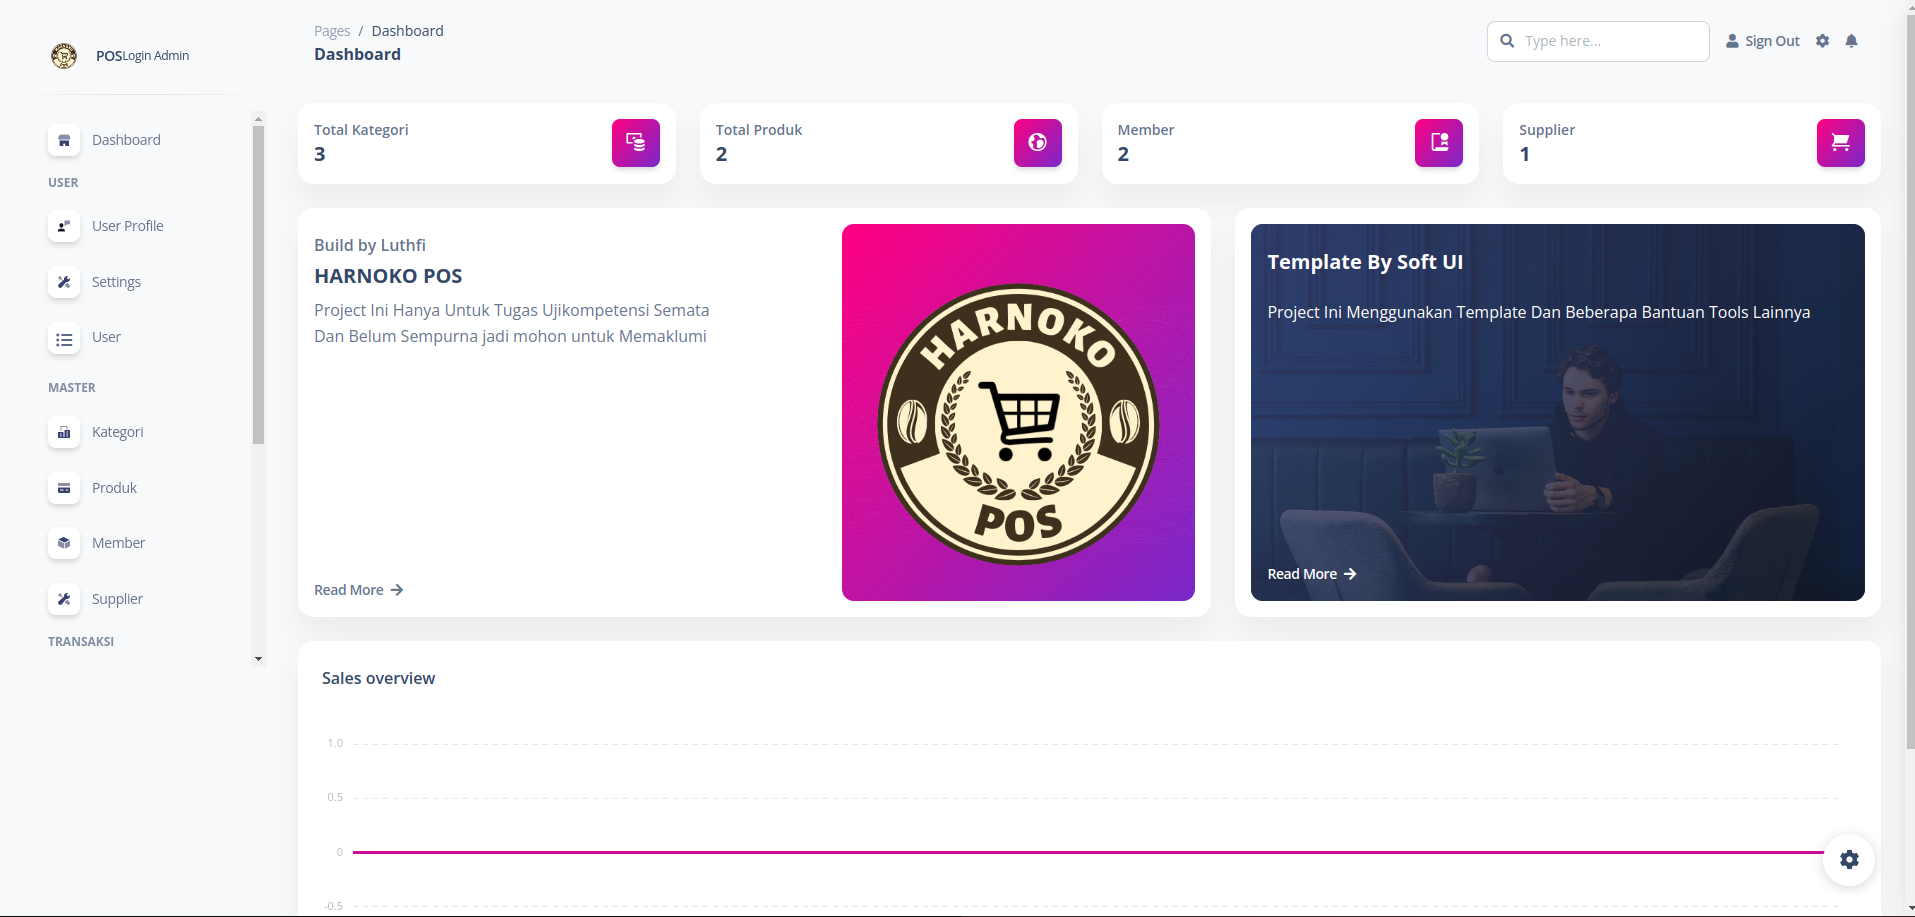 POSLogin Admin
Dashboard
USER
User Profile
Settings
User
MASTER
Kategori
Produk
Member
Supplier
TRANSAKSI
Pages / Dashboard
Dashboard
Type here...
Sign Out
Total Kategori
3
Total Produk
2
Member
2
Supplier
1
Build by Luthfi
HARNOKO POS
Project Ini Hanya Untuk Tugas Ujikompetensi Semata
Dan Belum Sempurna jadi mohon untuk Memaklumi
Read More
HARNOKO
POS
Template By Soft UI
Project Ini Menggunakan Template Dan Beberapa Bantuan Tools Lainnya
Read More
Sales overview
1.0
0.5
0
-0.5